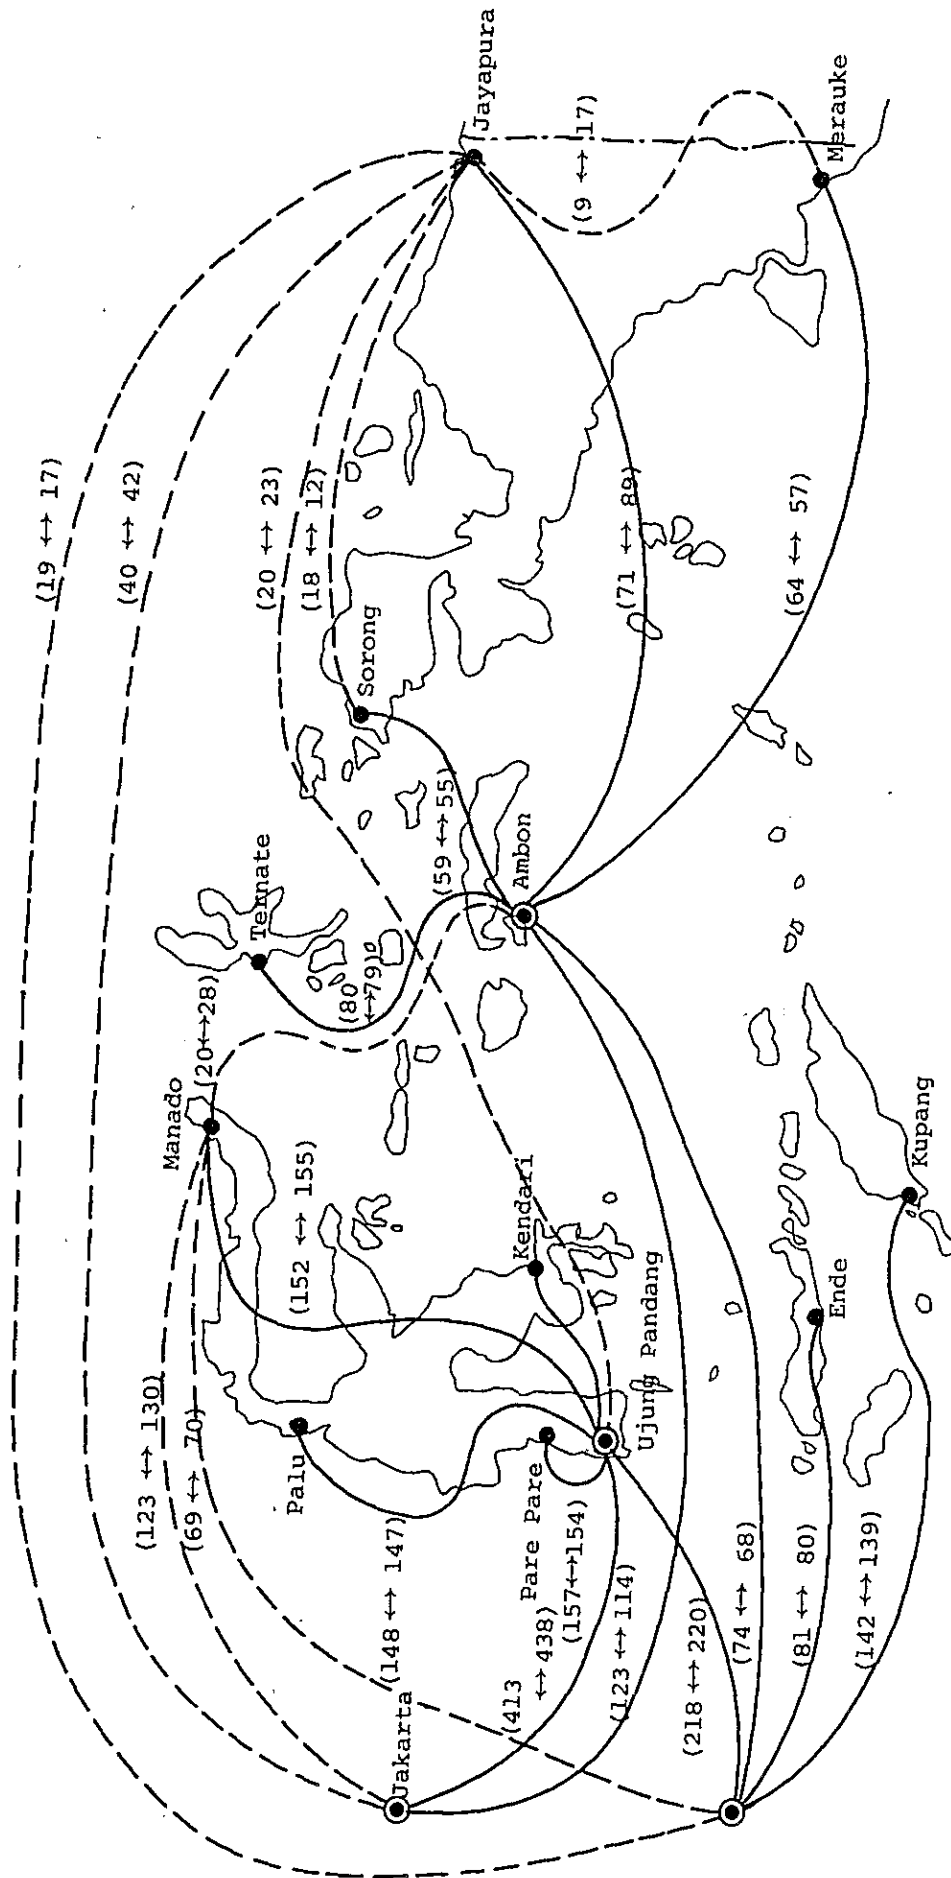 (19 ↔ 17)
(40 ↔ 42)
(123 ↔ 130)
(69 ↔ 70)
Manado
(20↔28)
Ternate
(20 ↔ 23)
(18 ↔ 12)
Sorong
Jayapura
Palu
(152 ↔ 155)
(80
↔79)
(148 ↔ 147)
Jakarta
(59 ↔ 55)
Kendari
Ambon
Pare Pare
(413
↔ 438)
(157↔154)
(9 ↔ 17)
(71 ↔ 89)
(123 ↔ 114)
Ujung Pandang
(218 ↔ 220)
(74 ↔ 68)
(64 ↔ 57)
Merauke
(81 ↔ 80)
Ende
(142 ↔ 139)
Kupang